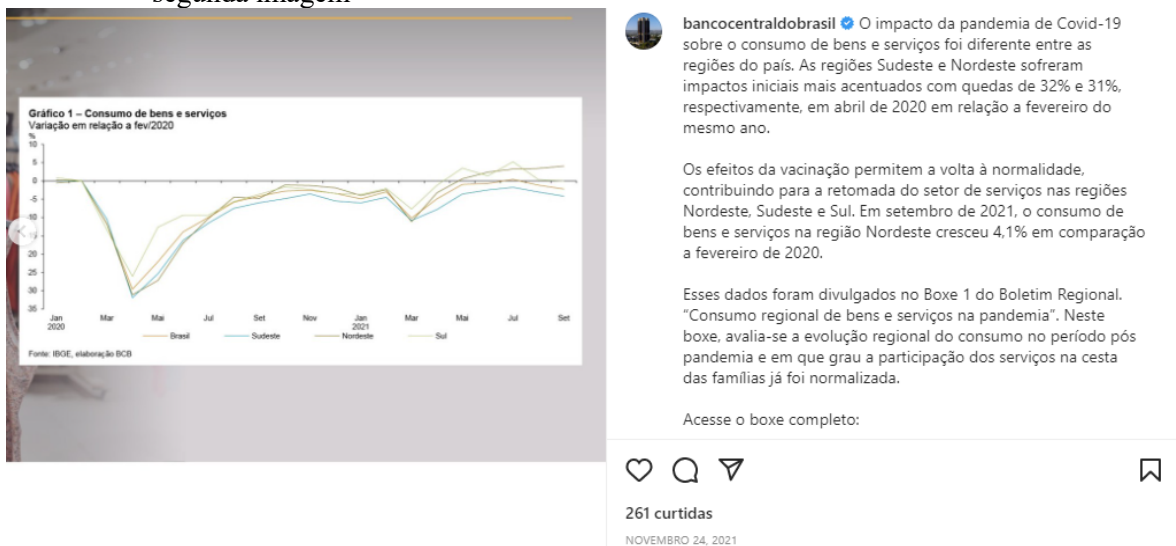 segunda imagem
Gráfico 1 – Consumo de bens e serviços
Variação em relação a fev/2020
%
10
5
0
-5
-10
15
20
25
30
35
Jan
2020
Mar
Mai
Jul
Set
Nov
Jan
2021
Mar
Mai
Jul
Set
Brasil
Sudeste
Nordeste
Sul
Fonte: IBGE, elaboração BCB
bancocentraldobrasil O impacto da pandemia de Covid-19
sobre o consumo de bens e serviços foi diferente entre as
regiões do país. As regiões Sudeste e Nordeste sofreram
impactos iniciais mais acentuados com quedas de 32% e 31%,
respectivamente, em abril de 2020 em relação a fevereiro do
mesmo ano.
Os efeitos da vacinação permitem a volta à normalidade,
contribuindo para a retomada do setor de serviços nas regiões
Nordeste, Sudeste e Sul. Em setembro de 2021, o consumo de
bens e serviços na região Nordeste cresceu 4,1% em comparação
a fevereiro de 2020.
Esses dados foram divulgados no Boxe 1 do Boletim Regional.
“Consumo regional de bens e serviços na pandemia”. Neste
boxe, avalia-se a evolução regional do consumo no período pós
pandemia e em que grau a participação dos serviços na cesta
das famílias já foi normalizada.
Acesse o boxe completo:
261 curtidas
NOVEMBRO 24, 2021